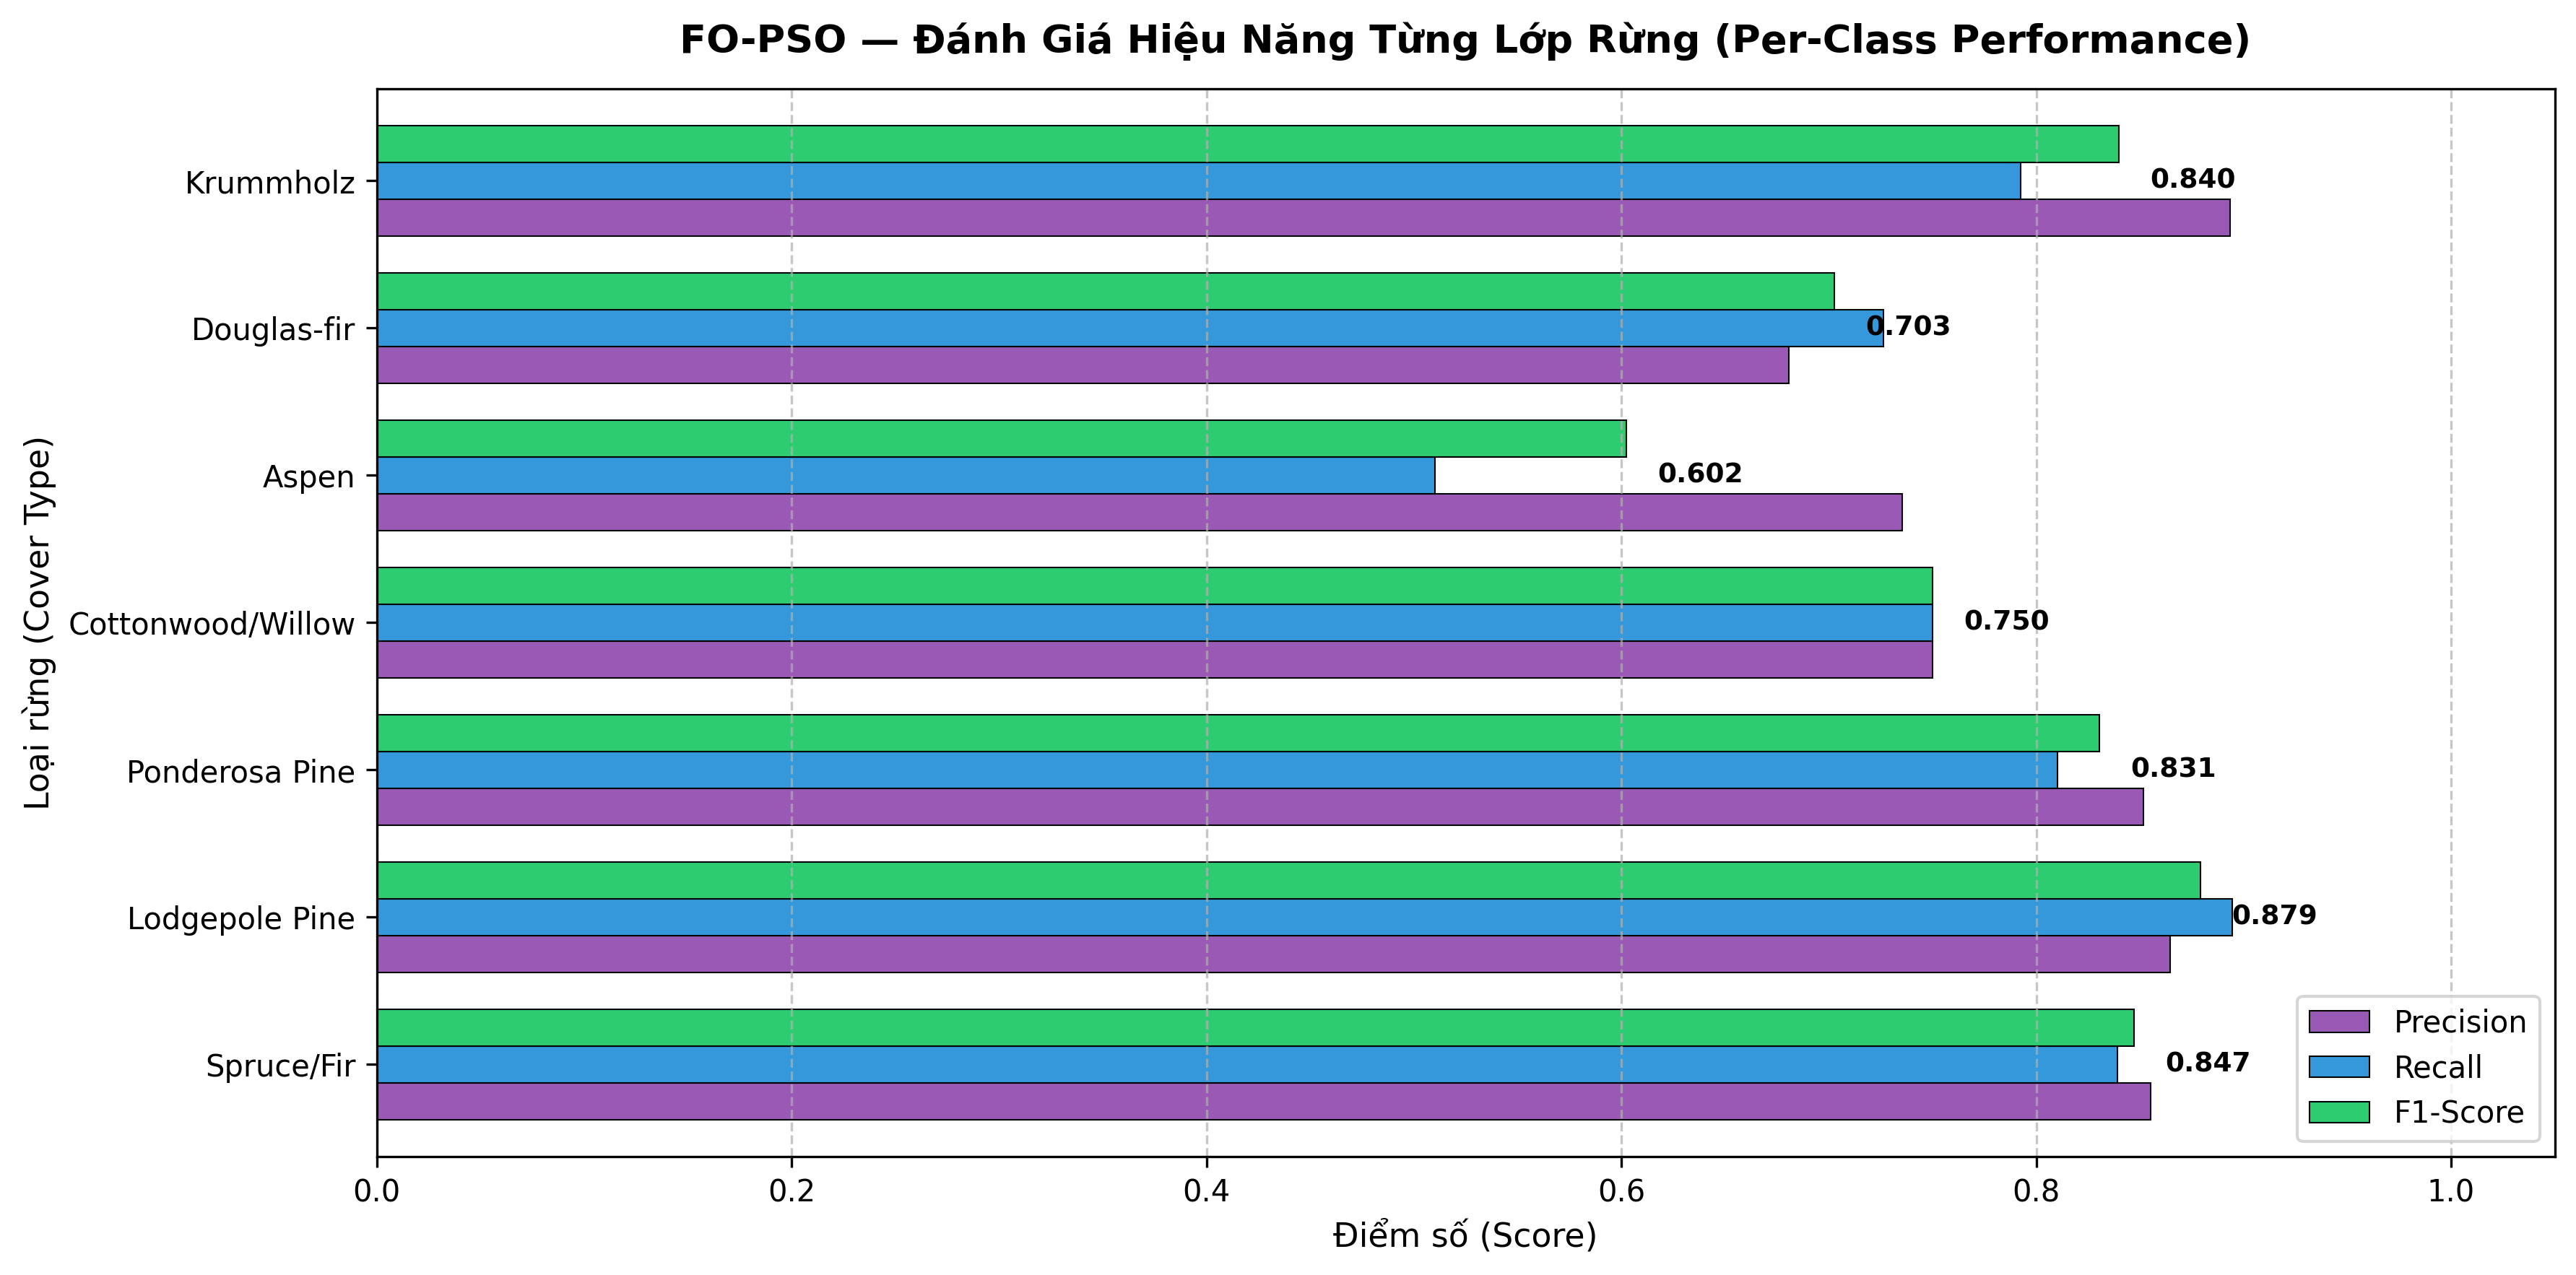 FO-PSO — Đánh Giá Hiệu Năng Từng Lớp Rừng (Per-Class Performance)
Loại rừng (Cover Type)
Krummholz
0.840
Douglas-fir
0.703
Aspen
0.602
Cottonwood/Willow
0.750
Ponderosa Pine
0.831
Lodgepole Pine
0.879
Spruce/Fir
0.847
Precision
Recall
F1-Score
0.0 0.2 0.4 0.6 0.8 1.0
Điểm số (Score)